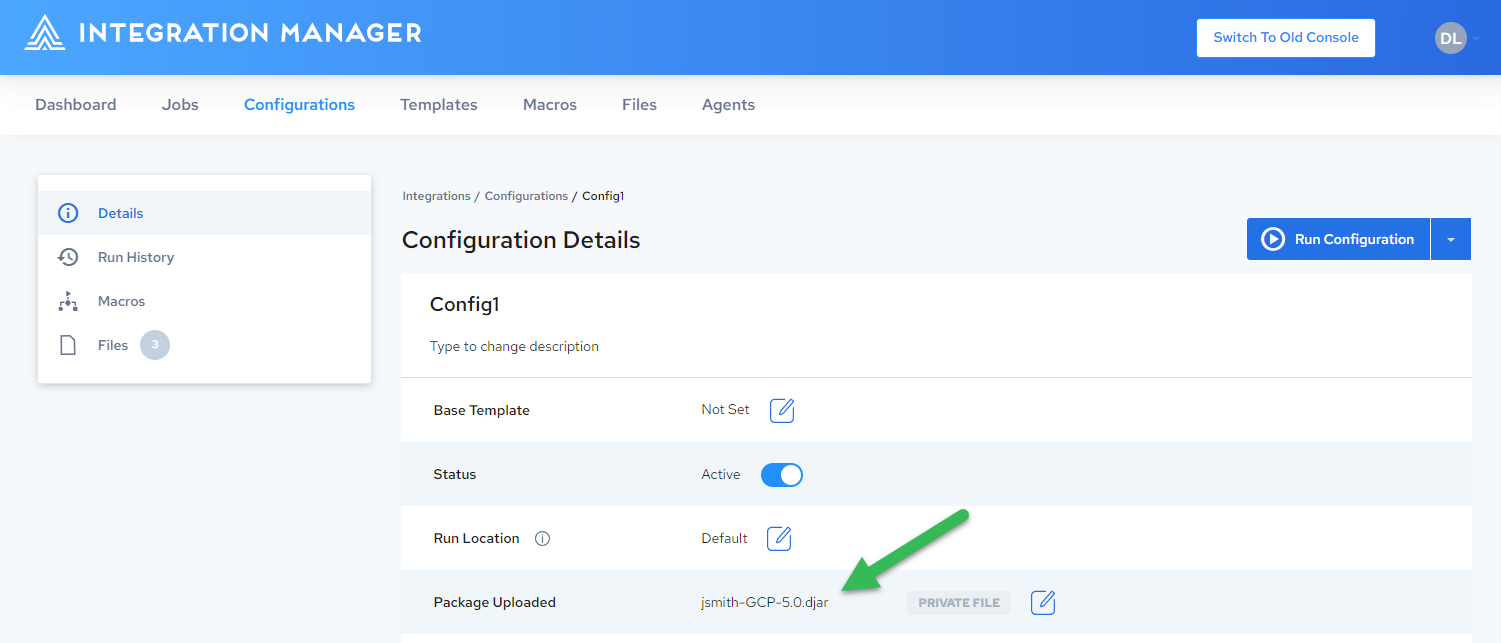 INTEGRATION MANAGER
Switch To Old Console
DL
Dashboard Jobs Configurations Templates Macros Files Agents
Details
Run History
Macros
Files 3
Integrations / Configurations / Config1
Configuration Details
Run Configuration
Config1
Type to change description
Base Template Not Set
Status Active
Run Location Default
Package Uploaded jsmith-GCP-5.0.djar PRIVATE FILE